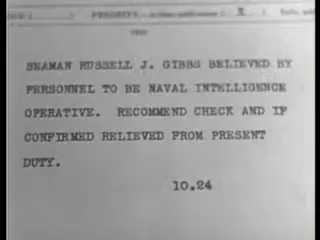 SEAMAN RUSSELL J. GIBBS BELIEVED BY
PERSONNEL TO BE NAVAL INTELLIGENCE
OPERATIVE. RECOMMEND CHECK AND IF
CONFIRMED RELIEVED FROM PRESENT
DUTY.
10.24